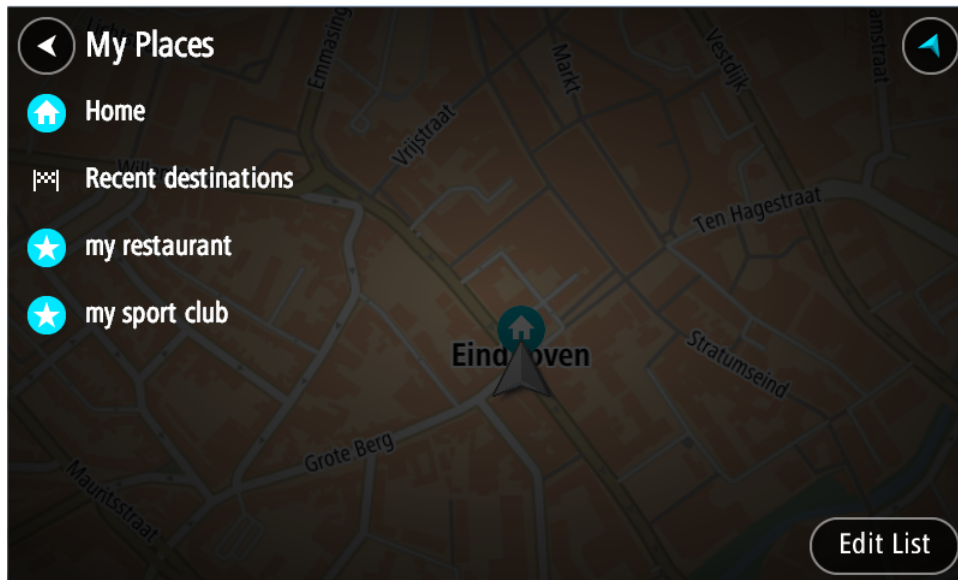 My Places
Home
Recent destinations
my restaurant
my sport club
Edit List
Emmasing
Vrijstraat
Markt
Vestdijk
amstraat
Ten Hagestraat
Stratumseind
Grote Berg
Mauritsstraat